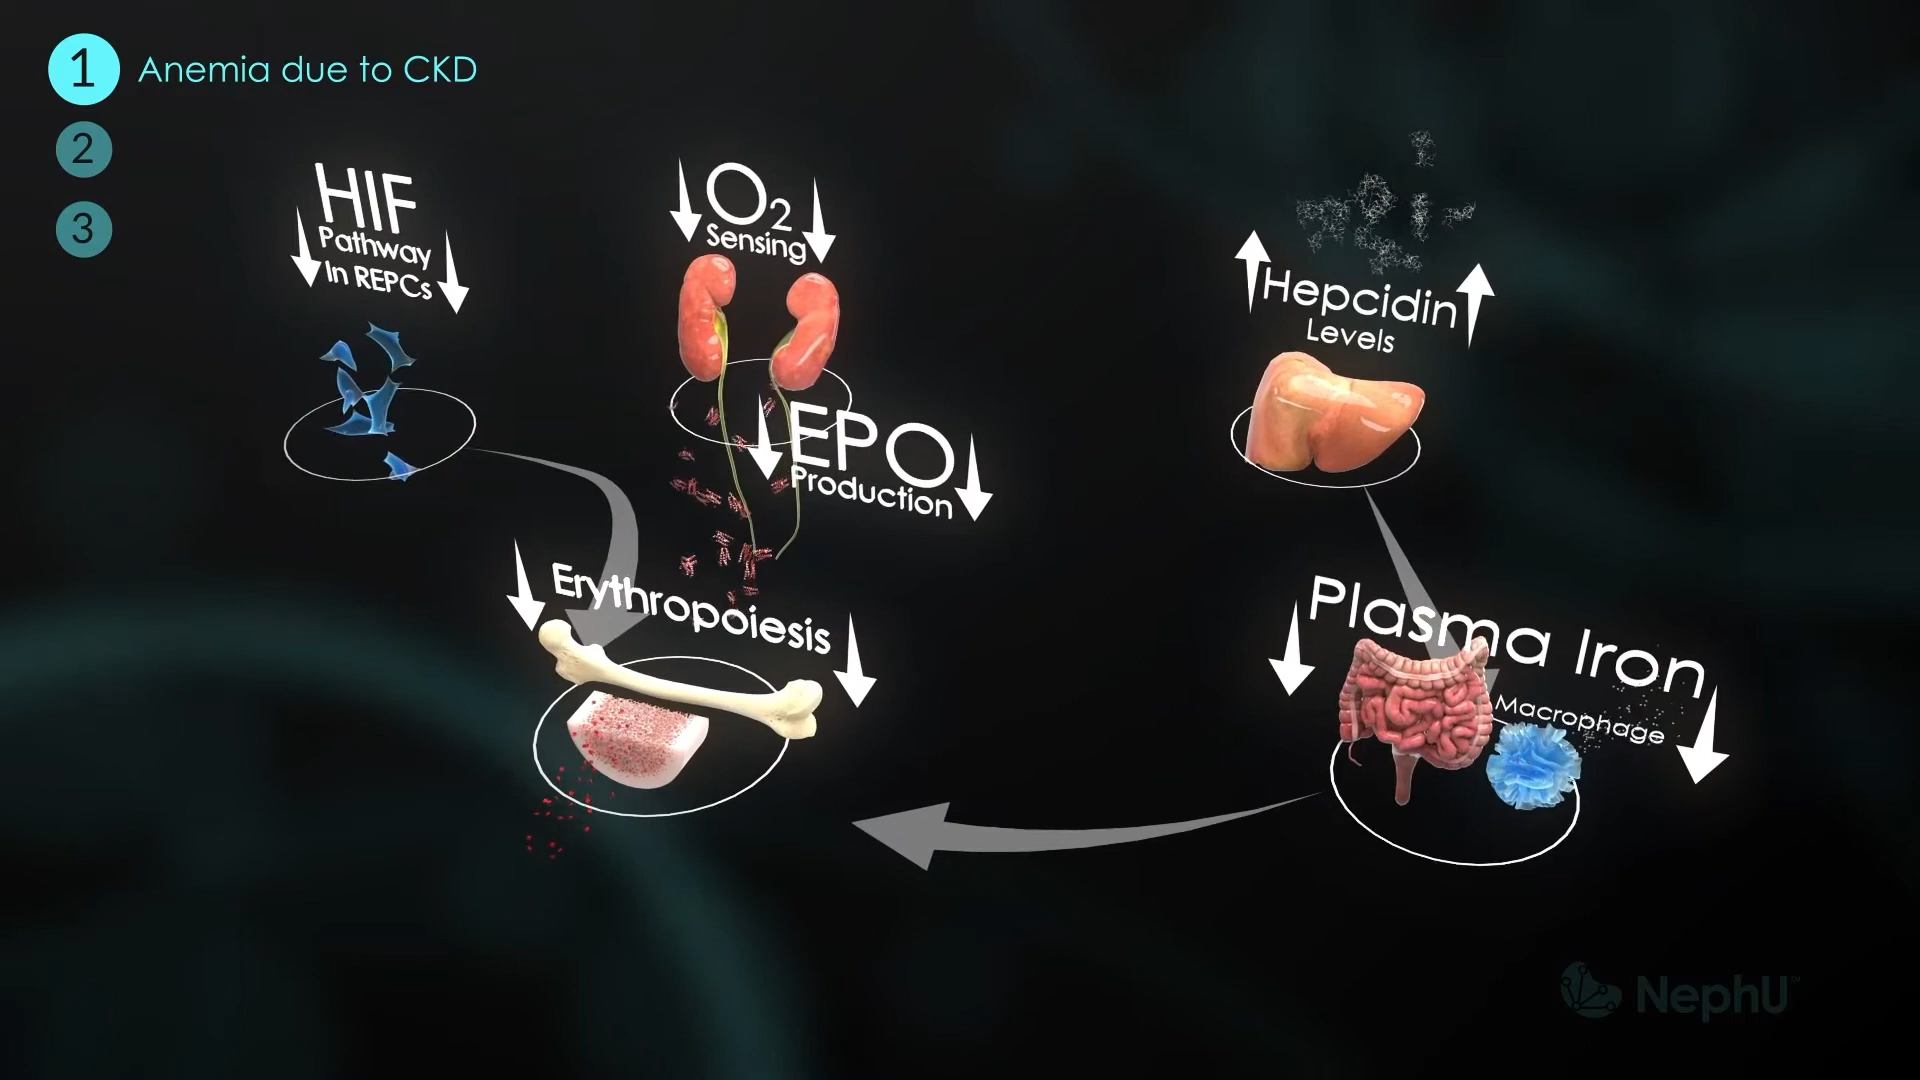 1 Anemia due to CKD
2
3
HIF
Pathway
In REPCs
O₂
Sensing
EPO
Production
Erythropoiesis
Hepcidin
Levels
Plasma Iron
Macrophage
NephU™